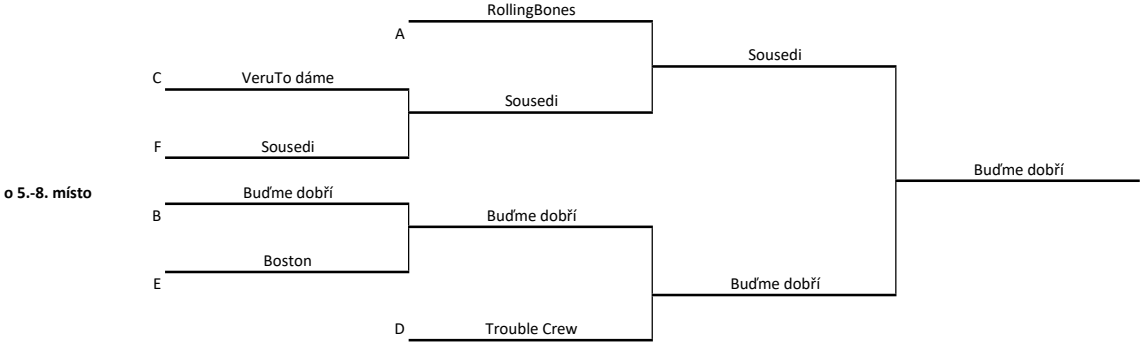 RollingBones
A
Sousedi
C VeruTo dáme
Sousedi
F Sousedi
Buďme dobří
o 5.-8. místo
Buďme dobří
B
Buďme dobří
Boston
E
Buďme dobří
D Trouble Crew